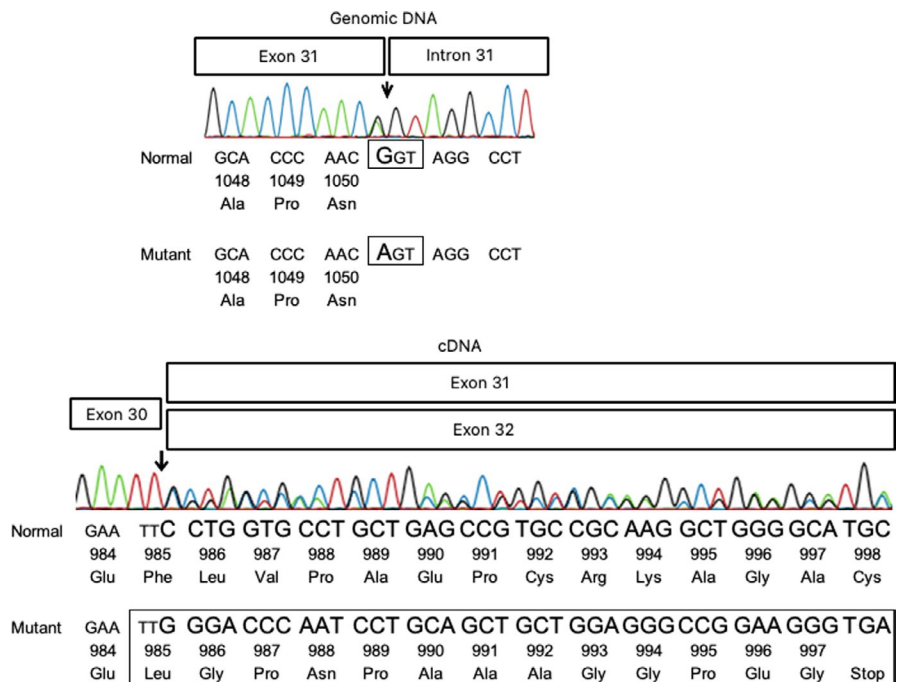 Genomic DNA
Exon 31 Intron 31
Normal GCA CCC AAC GGT AGG CCT
1048 1049 1050
Ala Pro Asn
Mutant GCA CCC AAC AGT AGG CCT
1048 1049 1050
Ala Pro Asn
cDNA
Exon 31
Exon 30
Exon 32
Normal GAA TTC CTG GTG CCT GCT GAG CCG TGC CGC AAG GCT GGG GCA TGC
984 985 986 987 988 989 990 991 992 993 994 995 996 997 998
Glu Phe Leu Val Pro Ala Glu Pro Cys Arg Lys Ala Gly Ala Cys
Mutant GAA TTG GGA CCC AAT CCT GCA GCT GCT GGA GGG CCG GAA GGG TGA
984 985 986 987 988 989 990 991 992 993 994 995 996 997
Glu Leu Gly Pro Asn Pro Ala Ala Ala Gly Gly Pro Glu Gly Stop